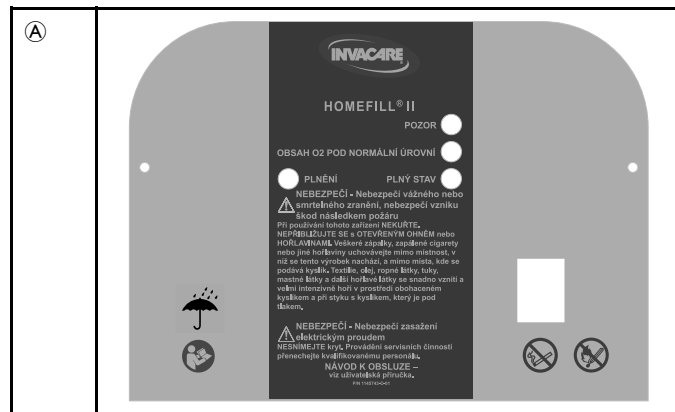 Ⓐ
INVACARE
HOMEFILL® II
POZOR
OBSAH O2 POD NORMÁLNÍ ÚROVNÍ
PLNĚNÍ PLNÝ STAV
NEBEZPEČÍ - Nebezpečí vážného nebo
smrtelného zranění, nebezpečí vzniku
škod následkem požáru
Při používání tohoto zařízení NEKUŘTE.
NEPŘIBLIŽUJTE SE s OTEVŘENÝM OHNĚM nebo
HOŘLAVINAMI. Veškeré zápalky, zapálené cigarety
nebo jiné hořlaviny uchovávejte mimo místnost, v
níž se tento výrobek nachází, a mimo místa, kde se
podává kyslík. Textilie, olej, ropné látky, tuky,
mastné látky a další hořlavé látky se snadno vznítí a
velmi intenzivně hoří v prostředí obohaceném
kyslíkem a při styku s kyslíkem, který je pod
tlakem.
NEBEZPEČÍ - Nebezpečí zasažení
elektrickým proudem
NESNÍMEJTE kryt. Provádění servisních činností
přenechejte kvalifikovanému personálu.
NÁVOD K OBSLUZE –
viz uživatelská příručka.